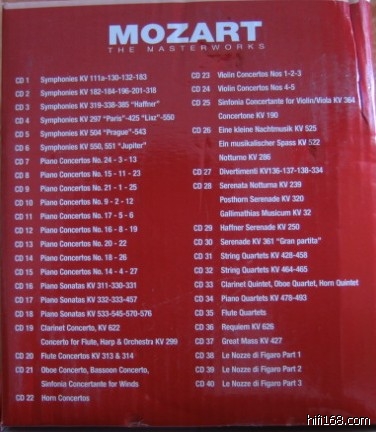 MOZART
THE MASTERWORKS
CD 1 Symphonies KV 111a-130-132-183
CD 2 Symphonies KV 182-184-196-201-318
CD 3 Symphonies KV 319-338-385 "Haffner"
CD 4 Symphonies KV 297 "Paris"-425 "Linz"-550
CD 5 Symphonies KV 504 "Prague"-543
CD 6 Symphonies KV 550, 551 "Jupiter"
CD 7 Piano Concertos No. 24 - 3 - 13
CD 8 Piano Concertos No. 15 - 11 - 23
CD 9 Piano Concertos No. 21 - 1 - 25
CD 10 Piano Concertos No. 9 - 2 - 12
CD 11 Piano Concertos No. 17 - 5 - 6
CD 12 Piano Concertos No. 16 - 8 - 19
CD 13 Piano Concertos No. 20 - 22
CD 14 Piano Concertos No. 18 - 26
CD 15 Piano Concertos No. 14 - 4 - 27
CD 16 Piano Sonatas KV 311-330-331
CD 17 Piano Sonatas KV 332-333-457
CD 18 Piano Sonatas KV 533-545-570-576
CD 19 Clarinet Concerto, KV 622
Concerto for Flute, Harp & Orchestra KV 299
CD 20 Flute Concertos KV 313 & 314
CD 21 Oboe Concerto, Bassoon Concerto,
Sinfonia Concertante for Winds
CD 22 Horn Concertos
CD 23 Violin Concertos Nos 1-2-3
CD 24 Violin Concertos Nos 4-5
CD 25 Sinfonia Concertante for Violin/Viola KV 364
Concertone KV 190
CD 26 Eine kleine Nachtmusik KV 525
Ein musikalischer Spass KV 522
Notturno KV 286
CD 27 Divertimenti KV136-137-138-334
CD 28 Serenata Notturna KV 239
Posthorn Serenade KV 320
Gallimathias Musicum KV 32
CD 29 Haffner Serenade KV 250
CD 30 Serenade KV 361 "Gran partita"
CD 31 String Quartets KV 428-458
CD 32 String Quartets KV 464-465
CD 33 Clarinet Quintet, Oboe Quartet, Horn Quintet
CD 34 Piano Quartets KV 478-493
CD 35 Flute Quartets
CD 36 Requiem KV 626
CD 37 Great Mass KV 427
CD 38 Le Nozze di Figaro Part 1
CD 39 Le Nozze di Figaro Part 2
CD 40 Le Nozze di Figaro Part 3
hifi168.com